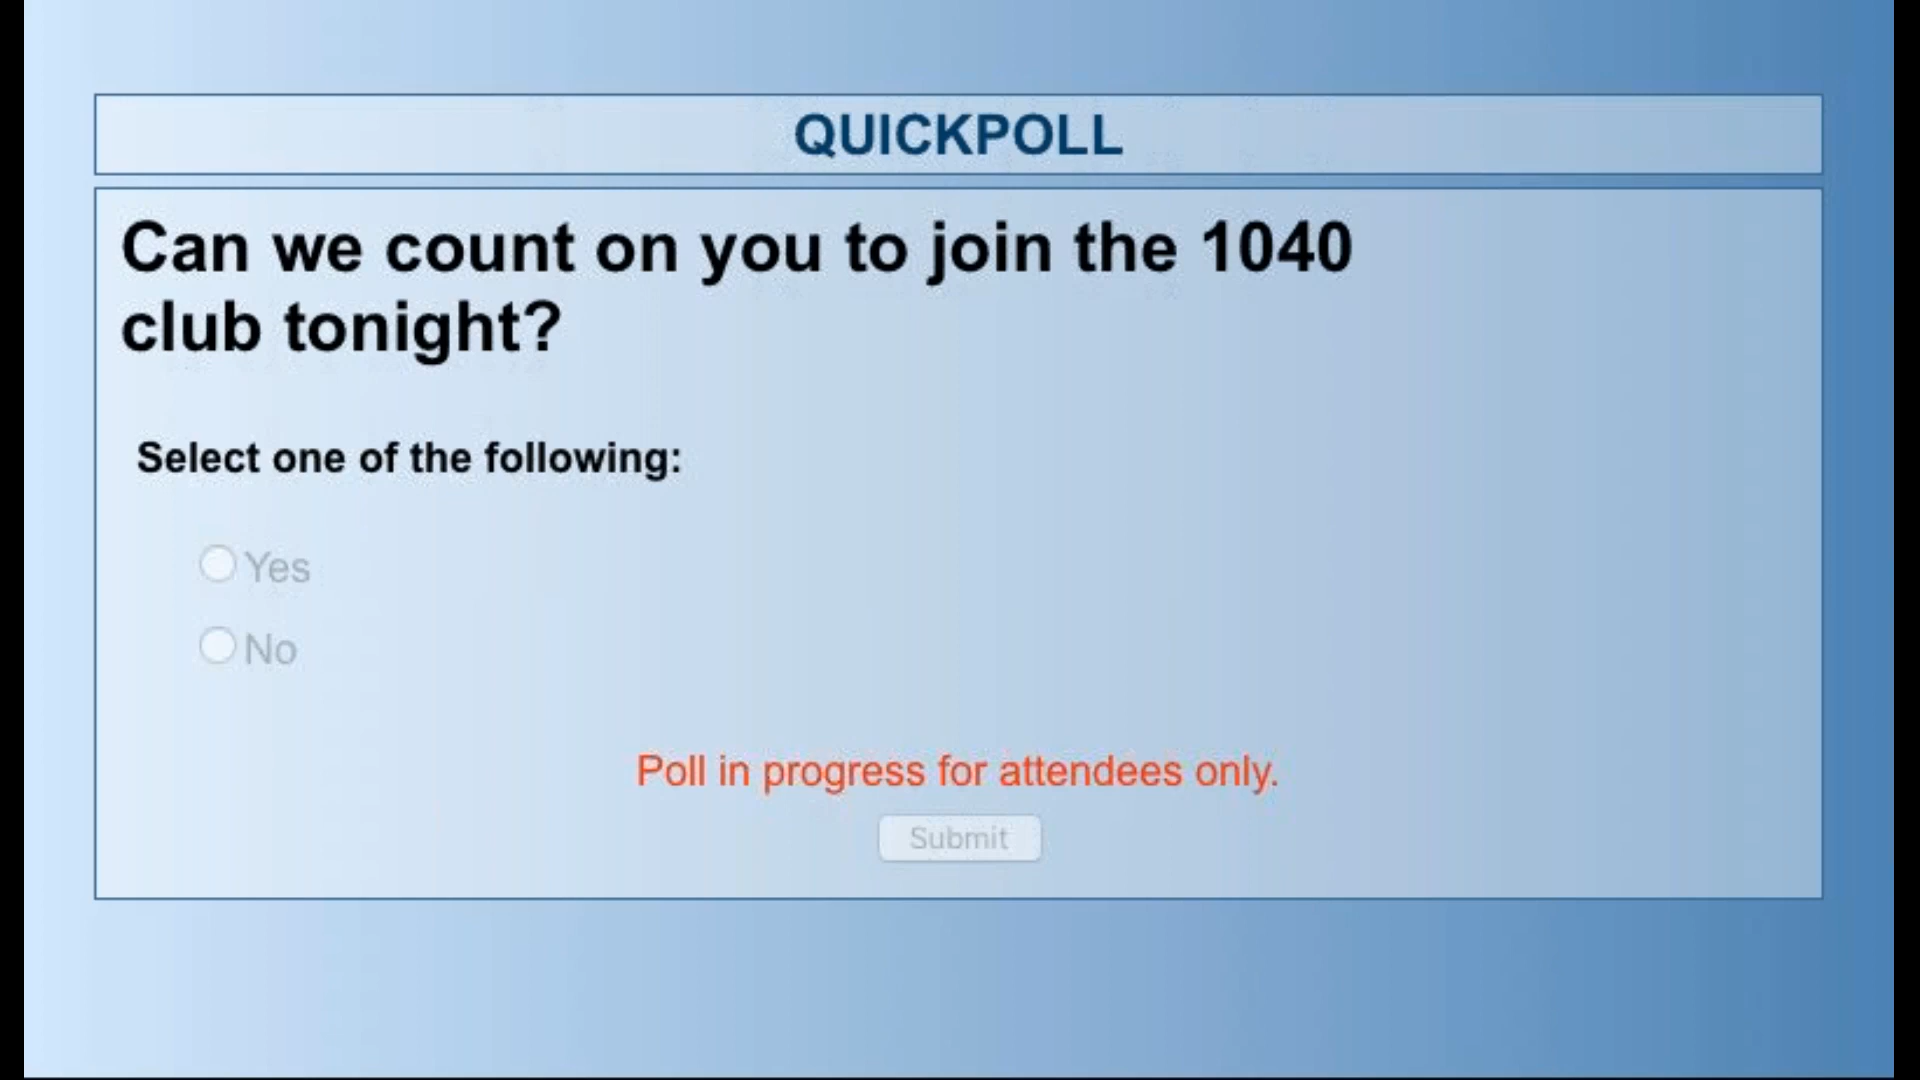 QUICKPOLL
Can we count on you to join the 1040
club tonight?
Select one of the following:
Yes
No
Poll in progress for attendees only.
Submit